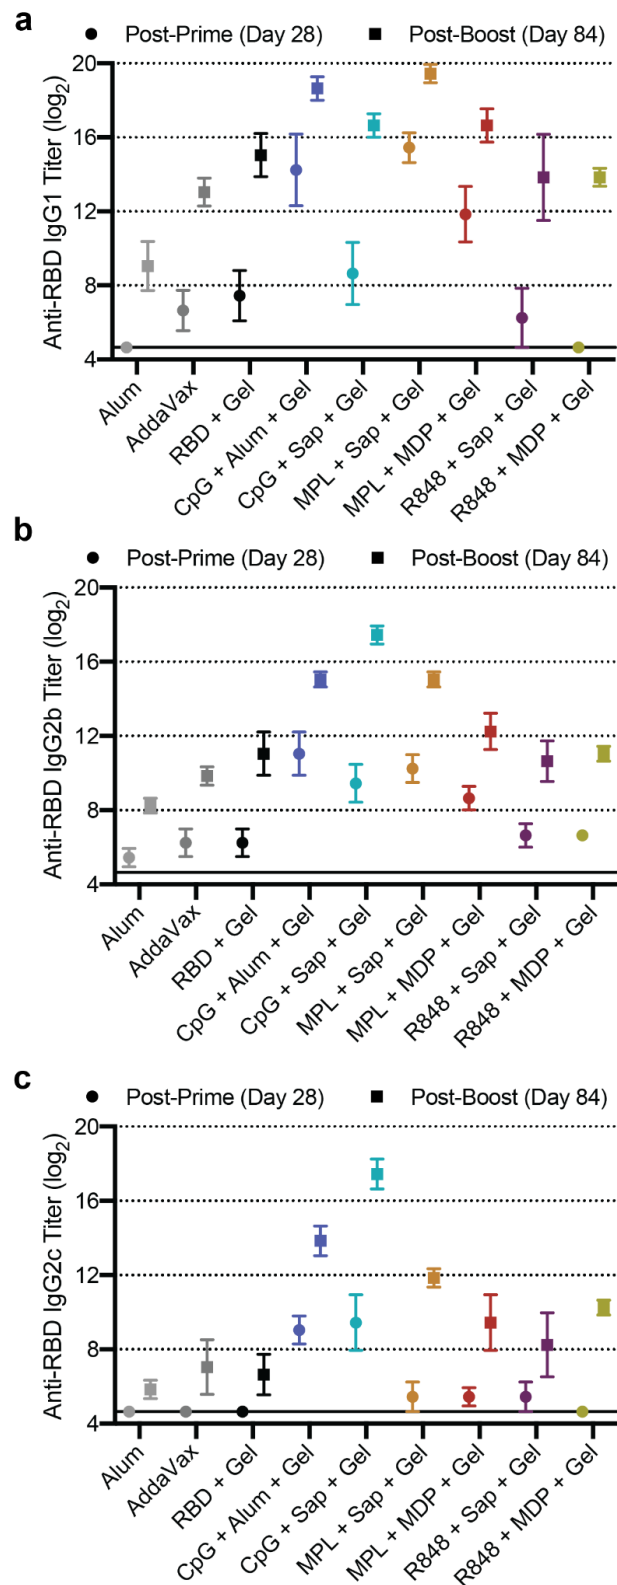 a
Post-Prime (Day 28) Post-Boost (Day 84)
Anti-RBD IgG1 Titer (log2)
20
16
12
8
4
Alum
AddaVax
RBD + Gel
CpG + Alum + Gel
CpG + Sap + Gel
MPL + Sap + Gel
MPL + MDP + Gel
R848 + Sap + Gel
R848 + MDP + Gel
b
Post-Prime (Day 28) Post-Boost (Day 84)
Anti-RBD IgG2b Titer (log2)
20
16
12
8
4
Alum
AddaVax
RBD + Gel
CpG + Alum + Gel
CpG + Sap + Gel
MPL + Sap + Gel
MPL + MDP + Gel
R848 + Sap + Gel
R848 + MDP + Gel
c
Post-Prime (Day 28) Post-Boost (Day 84)
Anti-RBD IgG2c Titer (log2)
20
16
12
8
4
Alum
AddaVax
RBD + Gel
CpG + Alum + Gel
CpG + Sap + Gel
MPL + Sap + Gel
MPL + MDP + Gel
R848 + Sap + Gel
R848 + MDP + Gel